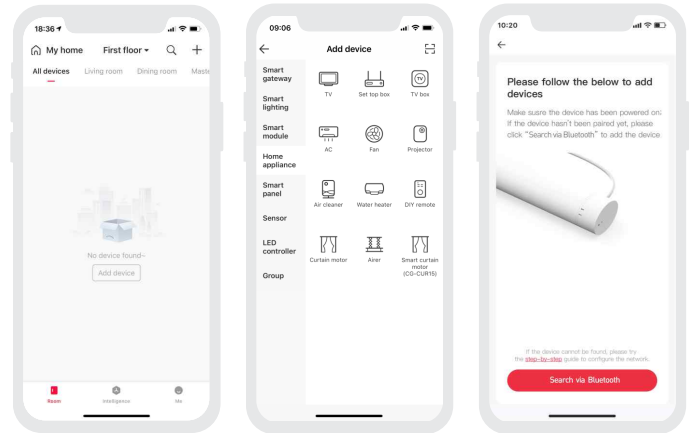 18:36
My home First floor
All devices Living room Dining room Maste
No device found~
Add device
Room Intelligence Me
09:06
Add device
Smart
gateway
Smart
lighting
Smart
module
Home
appliance
Smart
panel
Sensor
LED
controller
Group
TV Set top box TV box
AC Fan Projector
Air cleaner Water heater DIY remote
Curtain motor Airer Smart curtain
motor
(CG-CUR15)
10:20
Please follow the below to add
devices
Make susre the device has been powered on;
If the device hasn't been paired yet, please
click "Search via Bluetooth" to add the device
If the device cannot be found, please try
the step-by-step guide to configure the network.
Search via Bluetooth